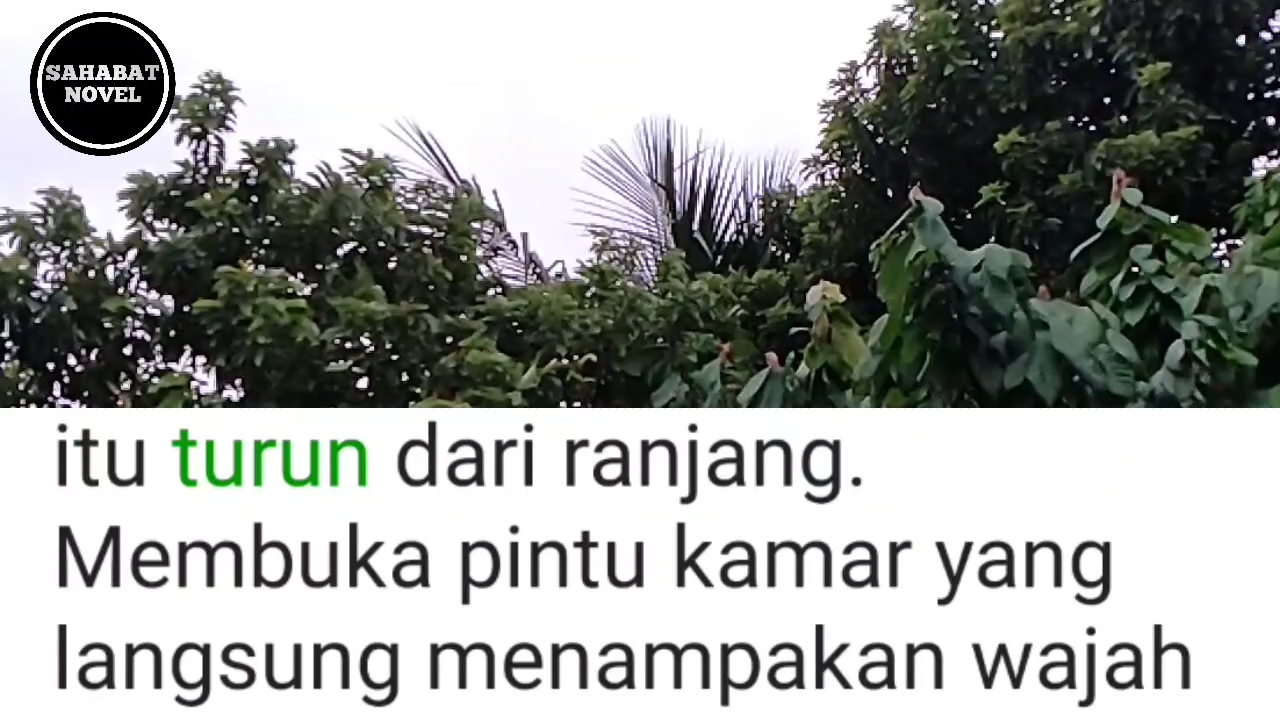 SAHABAT
NOVEL
itu turun dari ranjang.
Membuka pintu kamar yang
langsung menampakan wajah